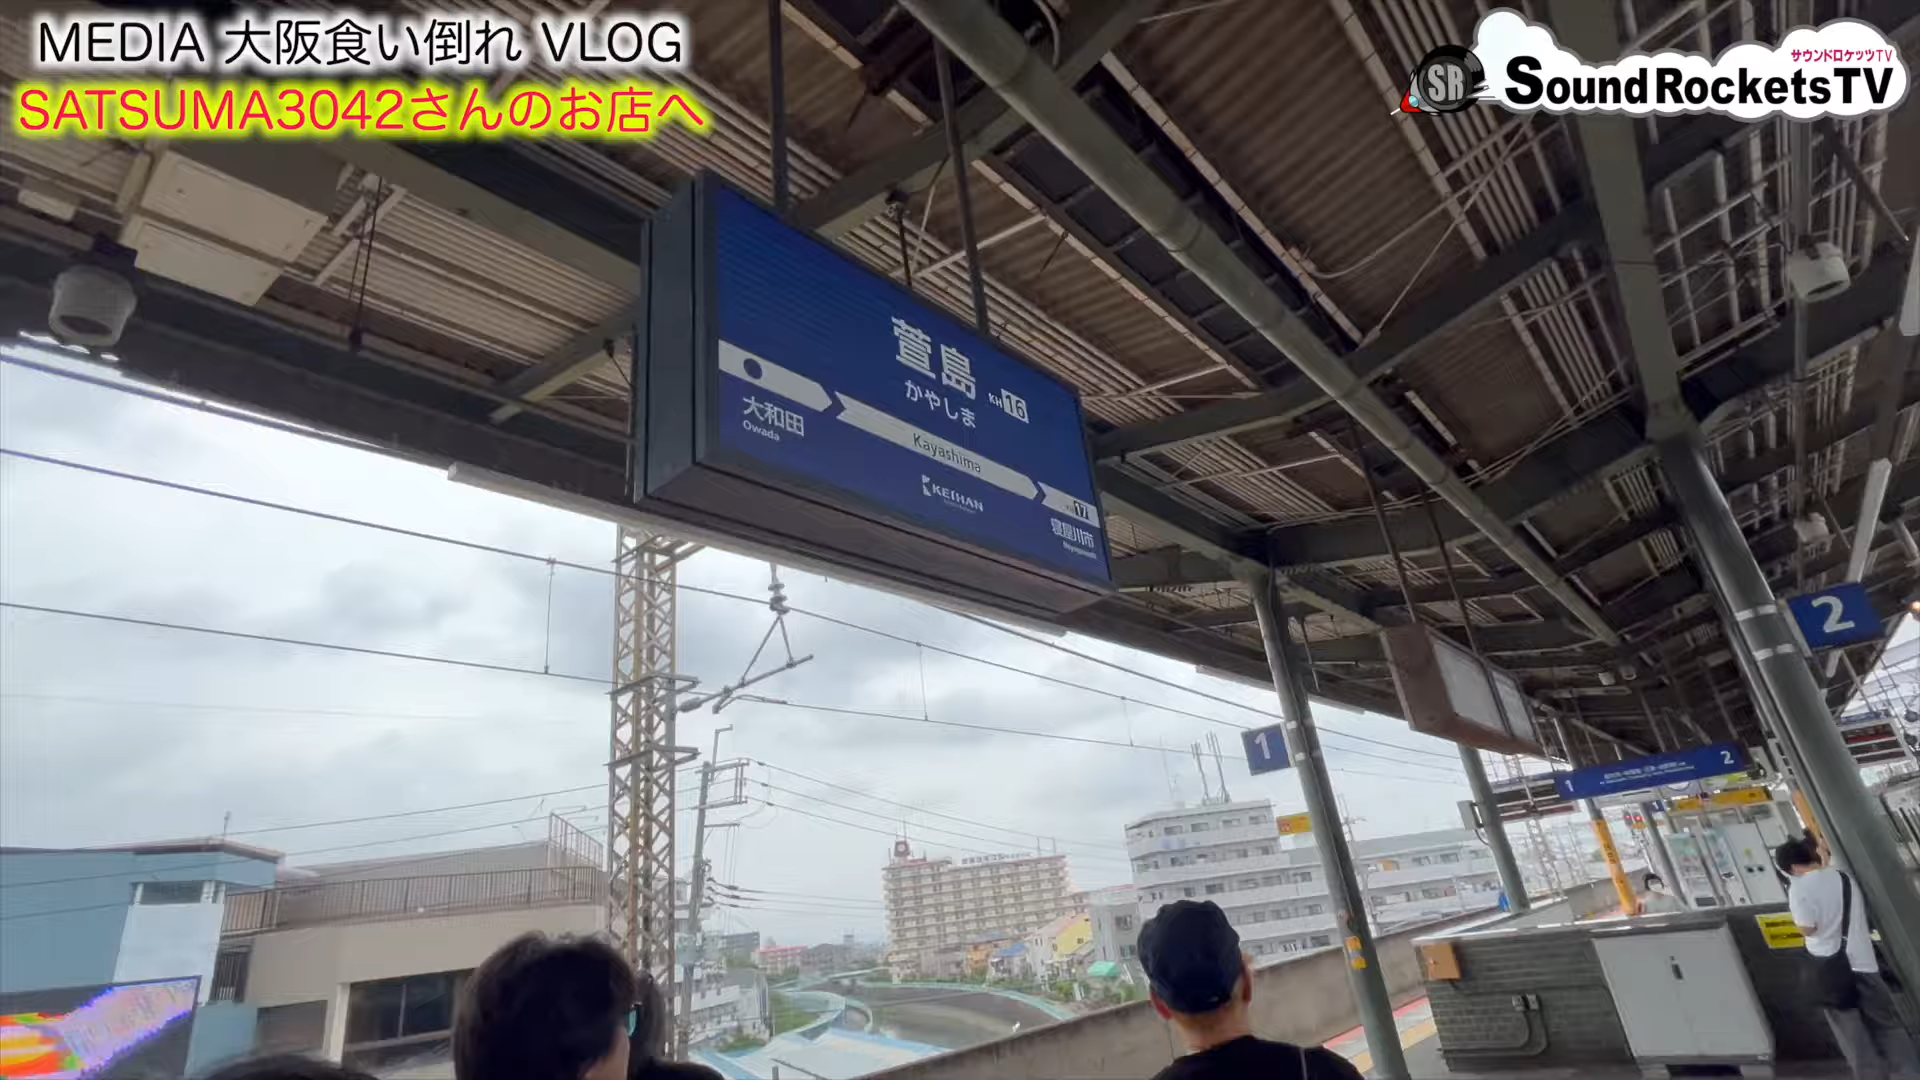 MEDIA 大阪食い倒れ VLOG
SATSUMA3042さんのお店へ
サウンドロケッツTV
SR SoundRocketsTV
萱島
かやしま
KH16
大和田
Owada
Kayashima
KEIHAN
17
寝屋川市
2
1
1
2